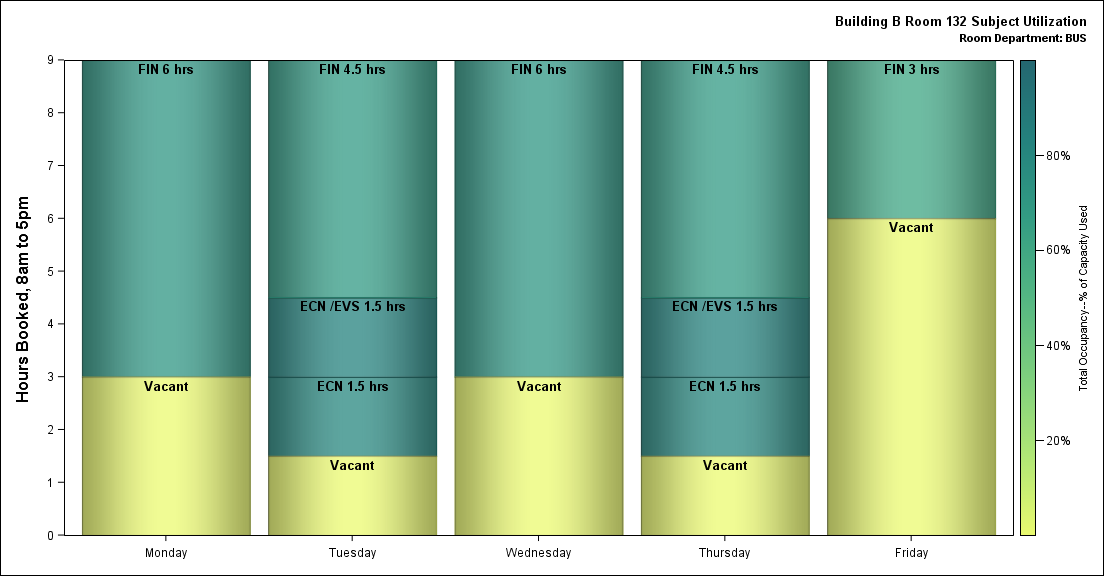 Building B Room 132 Subject Utilization
Room Department: BUS
Hours Booked, 8am to 5pm
9
8
7
6
5
4
3
2
1
0
FIN 6 hrs
Vacant
FIN 4.5 hrs
ECN /EVS 1.5 hrs
ECN 1.5 hrs
Vacant
FIN 6 hrs
Vacant
FIN 4.5 hrs
ECN /EVS 1.5 hrs
ECN 1.5 hrs
Vacant
FIN 3 hrs
Vacant
Monday
Tuesday
Wednesday
Thursday
Friday
80%
60%
40%
20%
Total Occupancy--% of Capacity Used